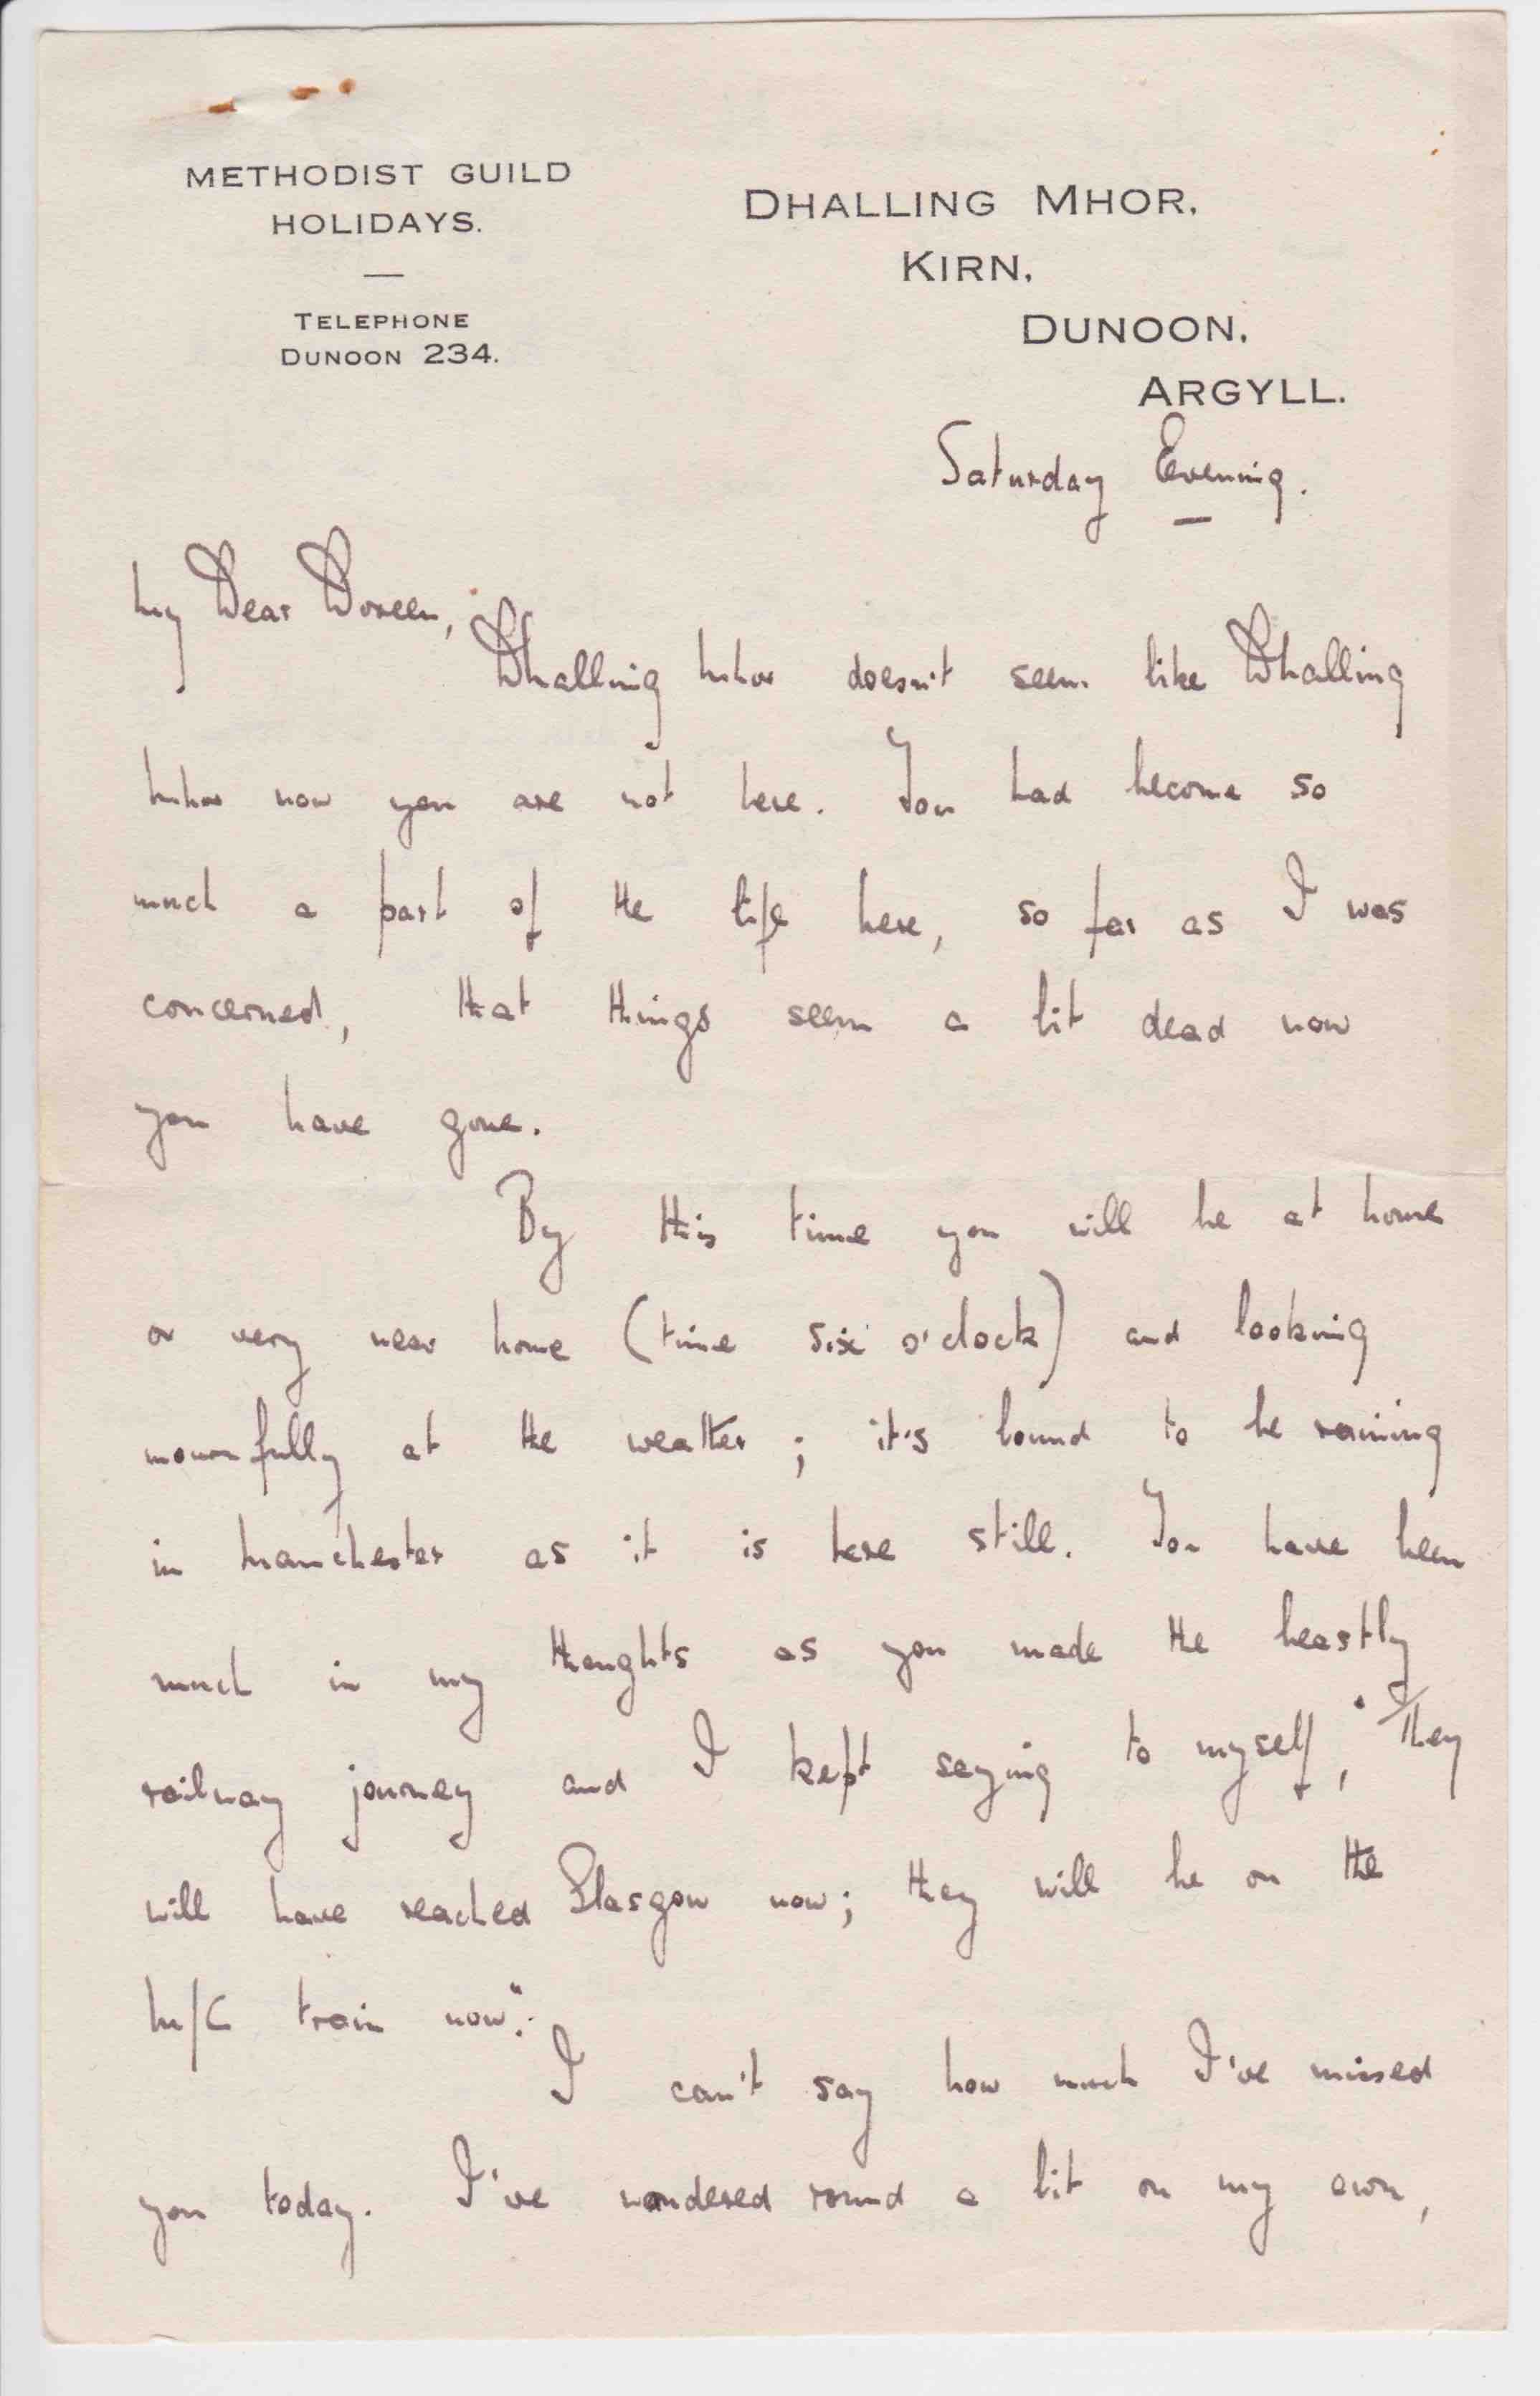 METHODIST GUILD
HOLIDAYS.
TELEPHONE
DUNOON 234.
DHALLING MHOR,
KIRN,
DUNOON,
ARGYLL.
Saturday Evening.
My Dear Doreen,
Dhalling Mhor doesn't seem like Dhalling
Mhor now you are not here. You had become so
much a part of the life here, so far as I was
concerned, that things seem a bit dead now
you have gone.
By this time you will be at home
or very near home (time six o'clock) and looking
mournfully at the weather; it's bound to be raining
in Manchester as it is here still. You have been
much in my thoughts as you made the beastly
railway journey and I kept saying to myself, "They
will have reached Glasgow now; they will be on the
M/C train now".
I can't say how much I've missed
you today. I've wandered round a bit on my own,